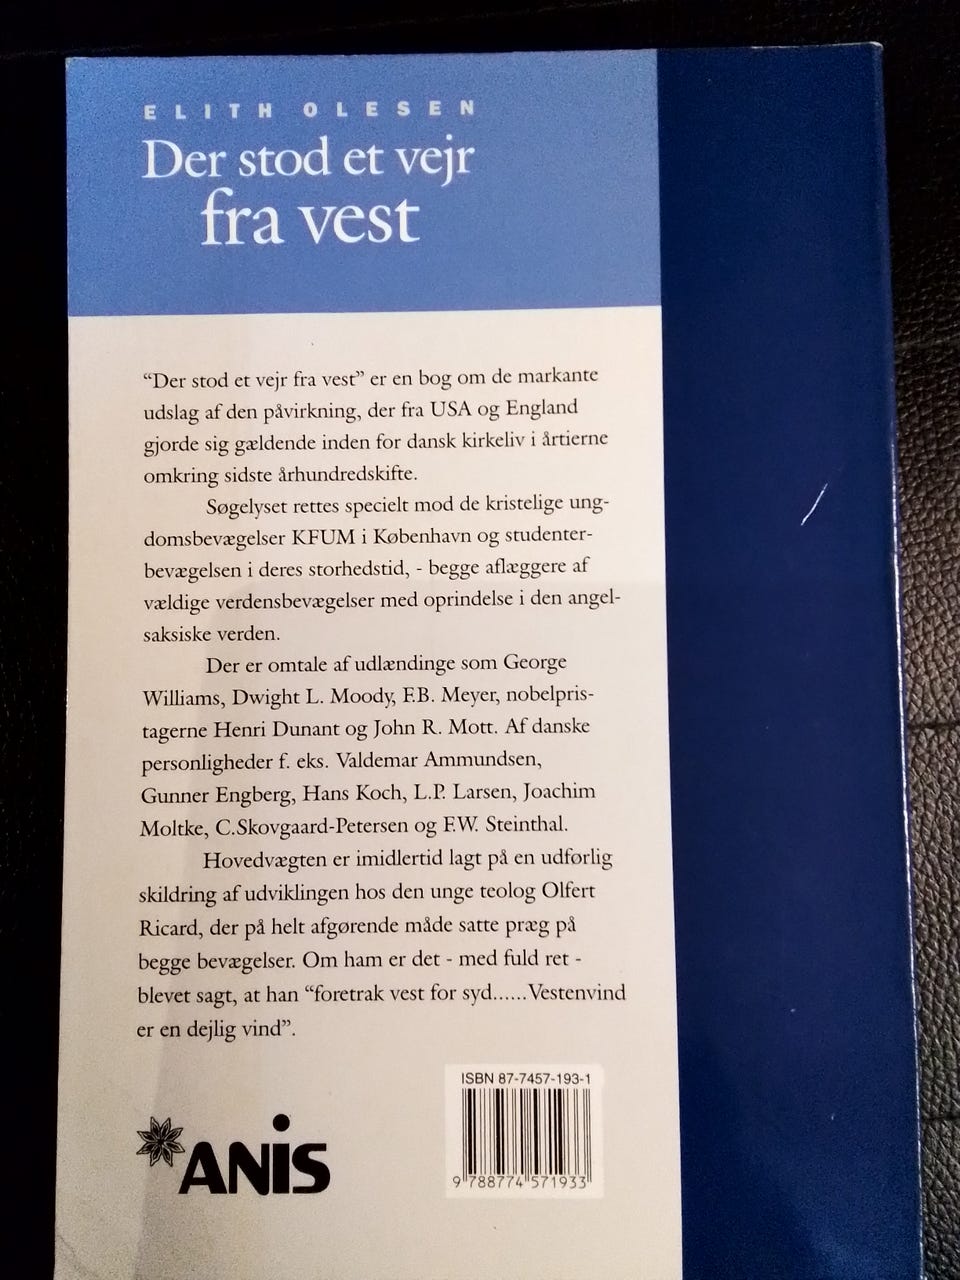 ELITH OLESEN
Der stod et vejr
fra vest
“Der stod et vejr fra vest” er en bog om de markante
udslag af den påvirkning, der fra USA og England
gjorde sig gældende inden for dansk kirkeliv i årtierne
omkring sidste århundredskifte.
Søgelyset rettes specielt mod de kristelige ung-
domsbevægelser KFUM i København og studenter-
bevægelsen i deres storhedstid, - begge aflæggere af
vældige verdensbevægelser med oprindelse i den angel-
saksiske verden.
Der er omtale af udlændinge som George
Williams, Dwight L. Moody, F.B. Meyer, nobelpris-
tagerne Henri Dunant og John R. Mott. Af danske
personligheder f. eks. Valdemar Ammundsen,
Gunner Engberg, Hans Koch, L.P. Larsen, Joachim
Moltke, C.Skovgaard-Petersen og F.W. Steinthal.
Hovedvægten er imidlertid lagt på en udførlig
skildring af udviklingen hos den unge teolog Olfert
Ricard, der på helt afgørende måde satte præg på
begge bevægelser. Om ham er det - med fuld ret -
blevet sagt, at han “foretrak vest for syd......Vestenvind
er en dejlig vind”.
ISBN 87-7457-193-1
9 788774 571933
ANiS